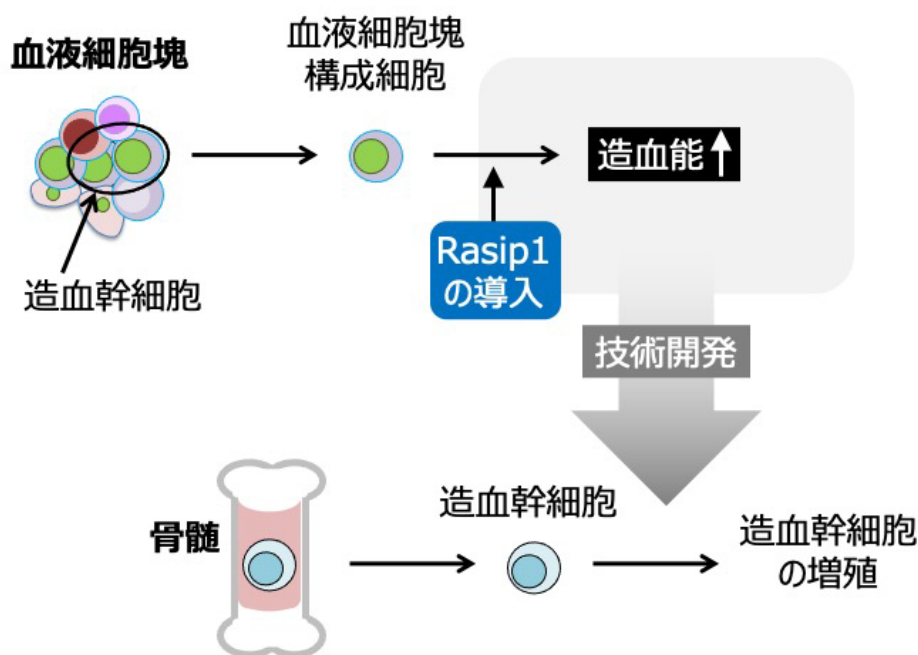 血液細胞塊
血液細胞塊
構成細胞
造血能
Rasip1
の導入
造血幹細胞
技術開発
骨髄
造血幹細胞
造血幹細胞
の増殖